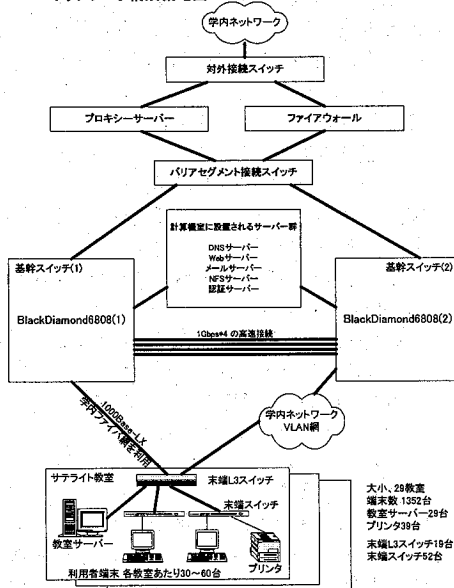 学内ネットワーク
対外接続スイッチ
プロキシーサーバー
ファイアウォール
バリアセグメント接続スイッチ
計算機室に設置されるサーバー群
DNSサーバー
Webサーバー
メールサーバー
NFSサーバー
認証サーバー
基幹スイッチ(1)
BlackDiamond6808(1)
基幹スイッチ(2)
BlackDiamond6808(2)
1Gbps*4 の高速接続
1000Base-LX
学内ファイバ網を利用
学内ネットワーク
VLAN網
サテライト教室
末端L3スイッチ
末端スイッチ
教室サーバー
プリンタ
利用者端末 各教室あたり30～60台
大小、29教室
端末数 1352台
教室サーバー29台
プリンタ39台
末端L3スイッチ19台
末端スイッチ52台